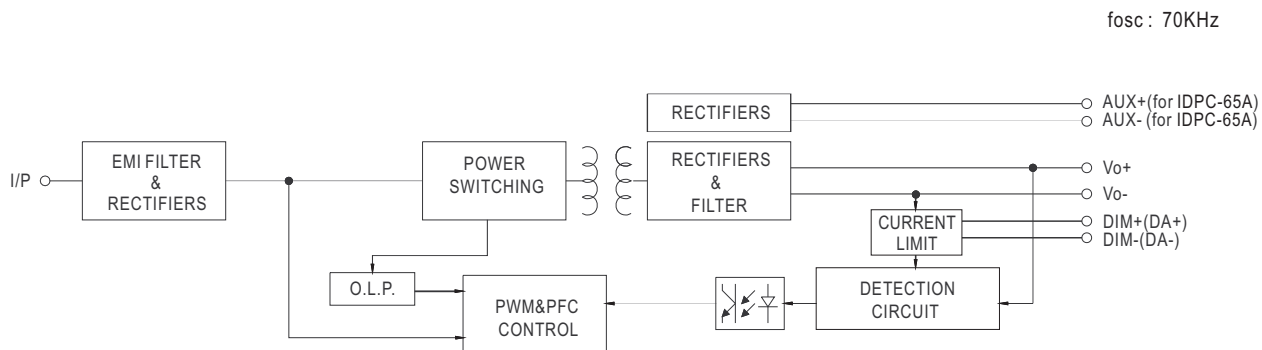 fosc : 70KHz
RECTIFIERS
AUX+(for IDPC-65A)
AUX- (for IDPC-65A)
I/P
EMI FILTER
&
RECTIFIERS
POWER
SWITCHING
RECTIFIERS
&
FILTER
Vo+
Vo-
CURRENT
LIMIT
DIM+(DA+)
DIM-(DA-)
O.L.P.
PWM&PFC
CONTROL
DETECTION
CIRCUIT